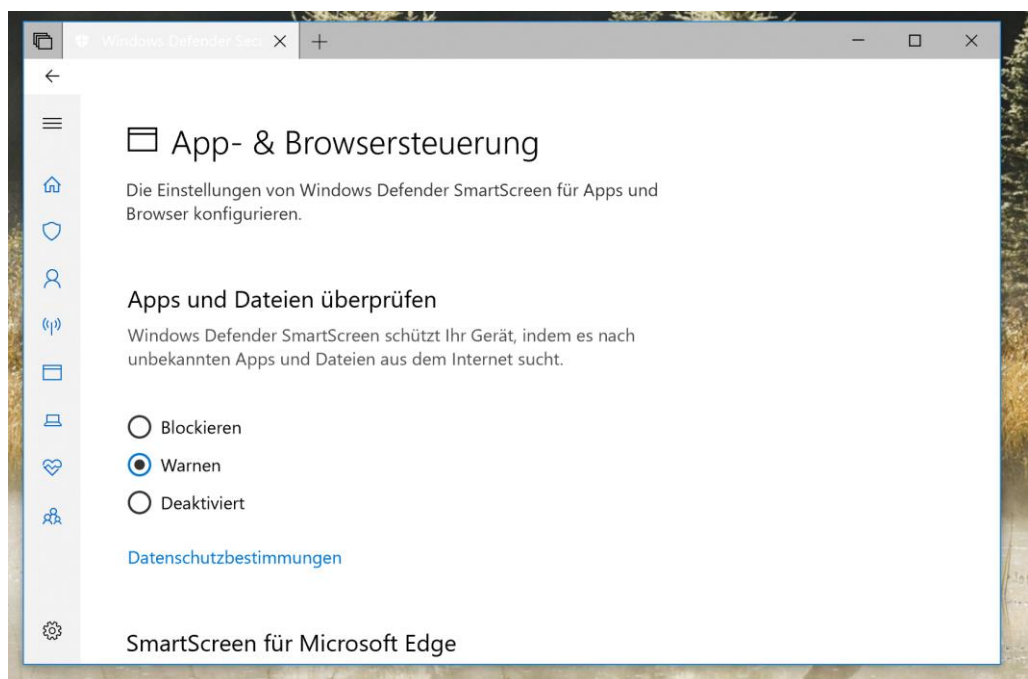 Windows Defender Sec
App- & Browsersteuerung
Die Einstellungen von Windows Defender SmartScreen für Apps und
Browser konfigurieren.
Apps und Dateien überprüfen
Windows Defender SmartScreen schützt Ihr Gerät, indem es nach
unbekannten Apps und Dateien aus dem Internet sucht.
Blockieren
Warnen
Deaktiviert
Datenschutzbestimmungen
SmartScreen für Microsoft Edge